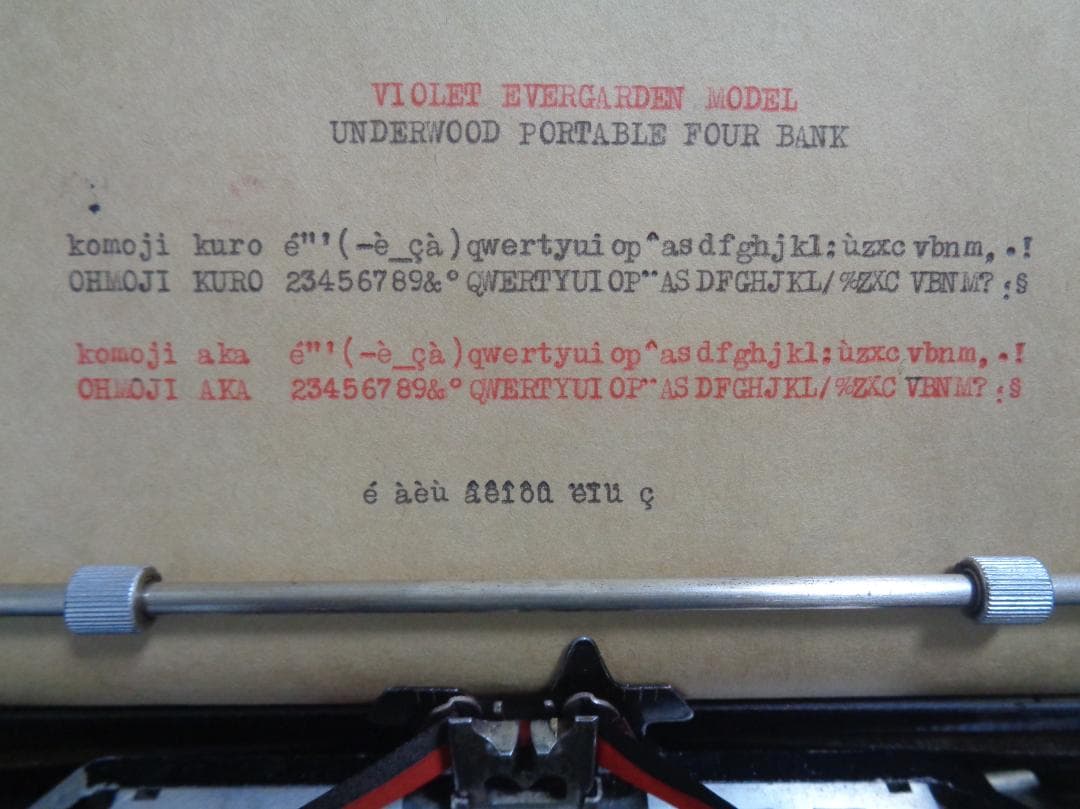 VIOLET EVERGARDEN MODEL
UNDERWOOD PORTABLE FOUR BANK
komoji kuro é"'(-è_çà)qwertyuiop^asdfghjkl:ùzxcvbnm,.!
OHMOJI KURO 23456789&°QWERTYUIOP¨ASDFGHJKL/%ZXCVBNM?:§
komoji aka é"'(-è_çà)qwertyuiop^asdfghjkl:ùzxcvbnm,.!
OHMOJI AKA 23456789&°QWERTYUIOP¨ASDFGHJKL/%ZXCVBNM?:§
é àèù âêîôû ëïü ç